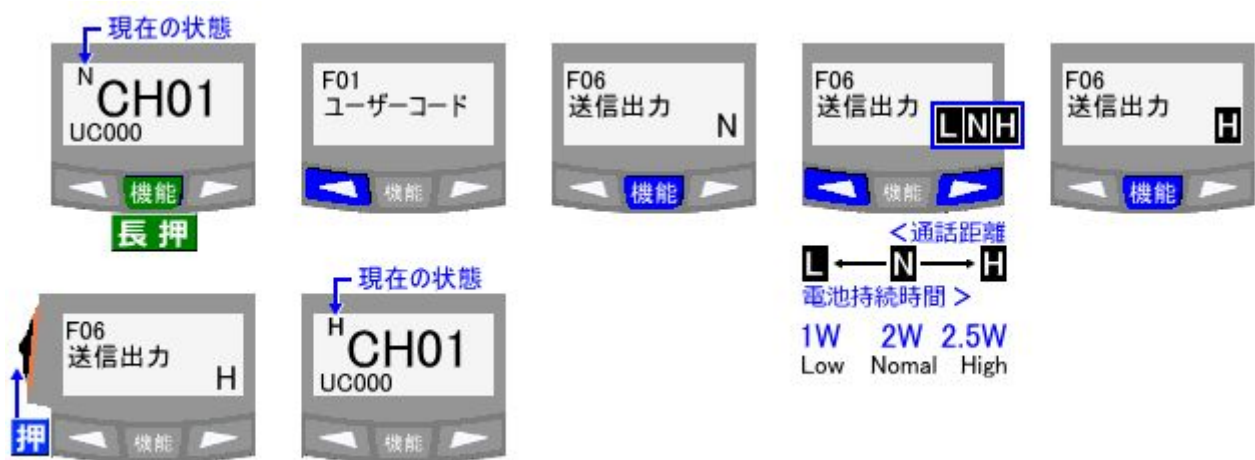 現在の状態
N
CH01
UC000
機能
長押
F01
ユーザーコード
機能
F06
送信出力
N
機能
F06
送信出力
LNH
機能
<通話距離
L N H
電池持続時間 >
1W 2W 2.5W
Low Nomal High
F06
送信出力
H
機能
F06
送信出力
H
機能
押
現在の状態
H
CH01
UC000
機能